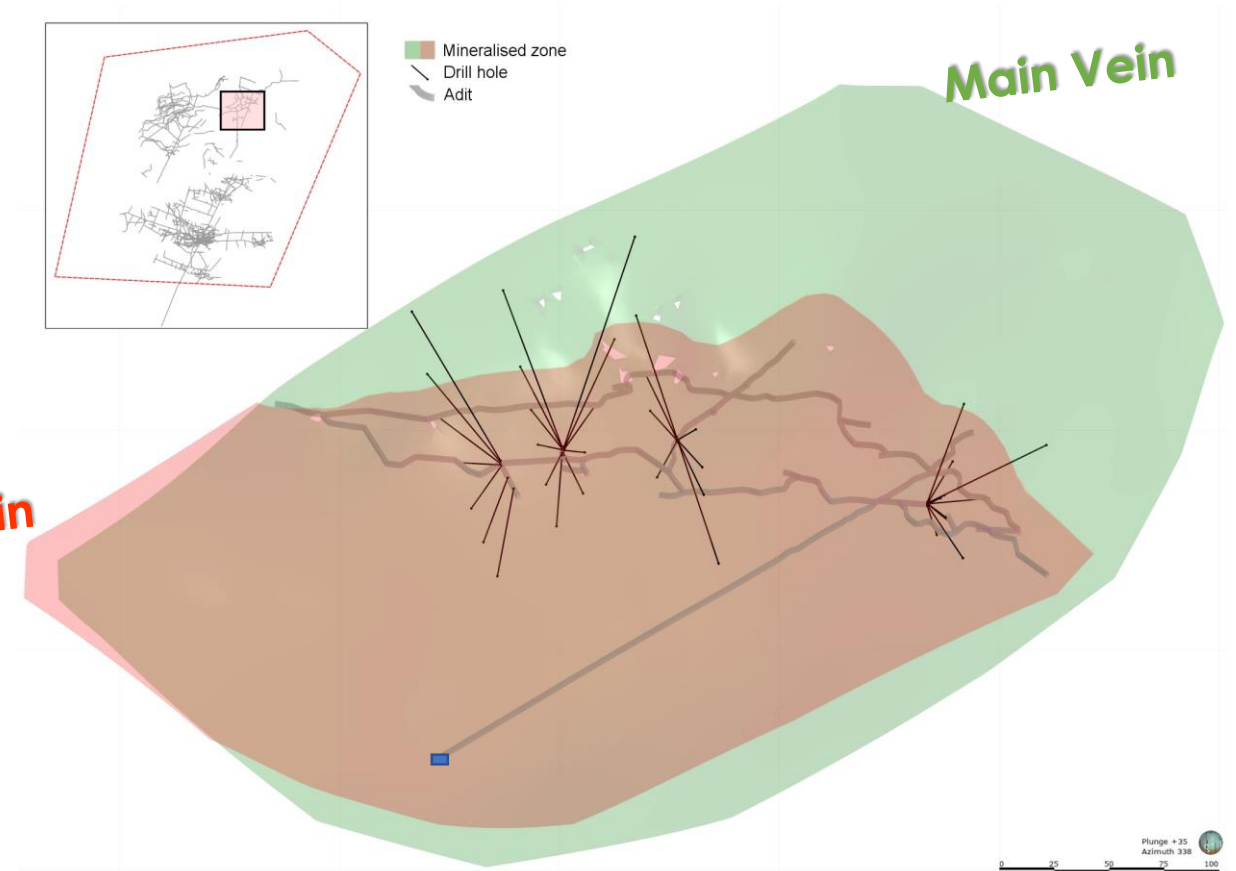 Mineralised zone
Drill hole
Adit
Main Vein
in
Plunge +35
Azimuth 338
0 25 50 75 100